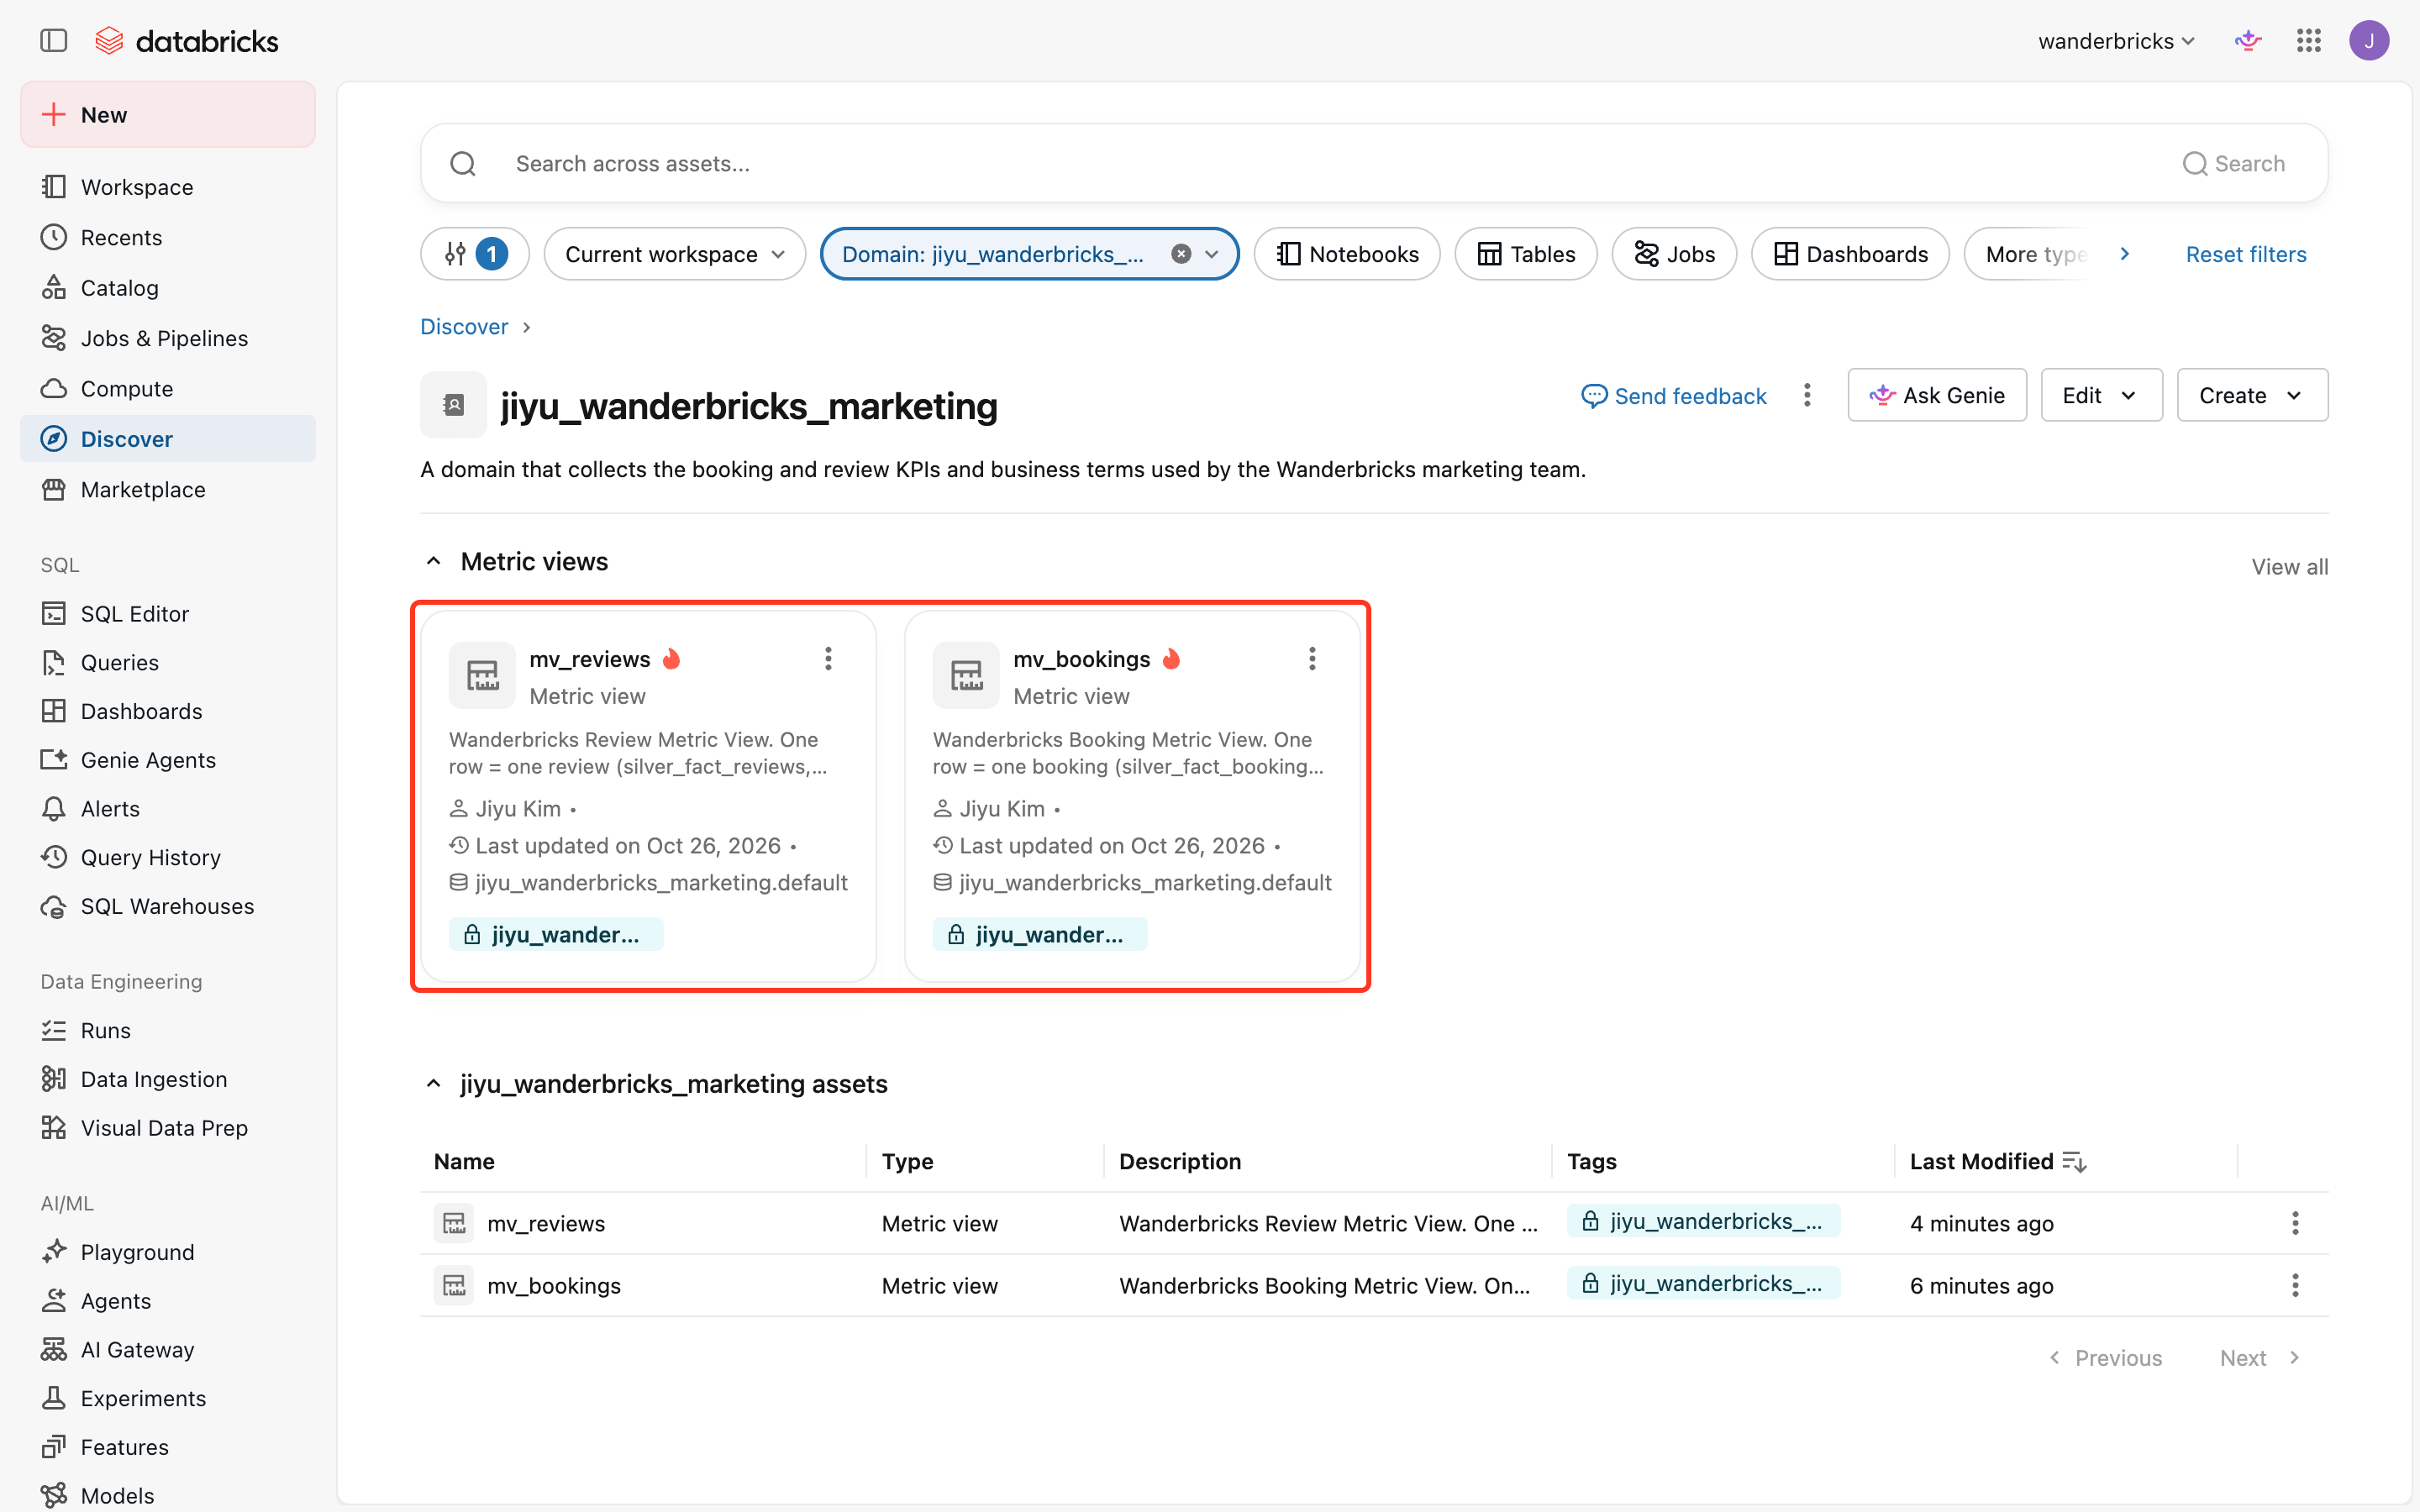 databricks
wanderbricks
J
New
Workspace
Recents
Catalog
Jobs & Pipelines
Compute
Discover
Marketplace
SQL
SQL Editor
Queries
Dashboards
Genie Agents
Alerts
Query History
SQL Warehouses
Data Engineering
Runs
Data Ingestion
Visual Data Prep
AI/ML
Playground
Agents
AI Gateway
Experiments
Features
Models
Search across assets...
Search
1
Current workspace
Domain: jiyu_wanderbricks_...
Notebooks
Tables
Jobs
Dashboards
More type
Reset filters
Discover
jiyu_wanderbricks_marketing
Send feedback
Ask Genie
Edit
Create
A domain that collects the booking and review KPIs and business terms used by the Wanderbricks marketing team.
Metric views
View all
mv_reviews
Metric view
Wanderbricks Review Metric View. One
row = one review (silver_fact_reviews,...
Jiyu Kim •
Last updated on Oct 26, 2026 •
jiyu_wanderbricks_marketing.default
jiyu_wander...
mv_bookings
Metric view
Wanderbricks Booking Metric View. One
row = one booking (silver_fact_booking...
Jiyu Kim •
Last updated on Oct 26, 2026 •
jiyu_wanderbricks_marketing.default
jiyu_wander...
jiyu_wanderbricks_marketing assets
Name Type Description Tags Last Modified
mv_reviews Metric view Wanderbricks Review Metric View. One ... jiyu_wanderbricks_... 4 minutes ago
mv_bookings Metric view Wanderbricks Booking Metric View. On... jiyu_wanderbricks_... 6 minutes ago
Previous Next